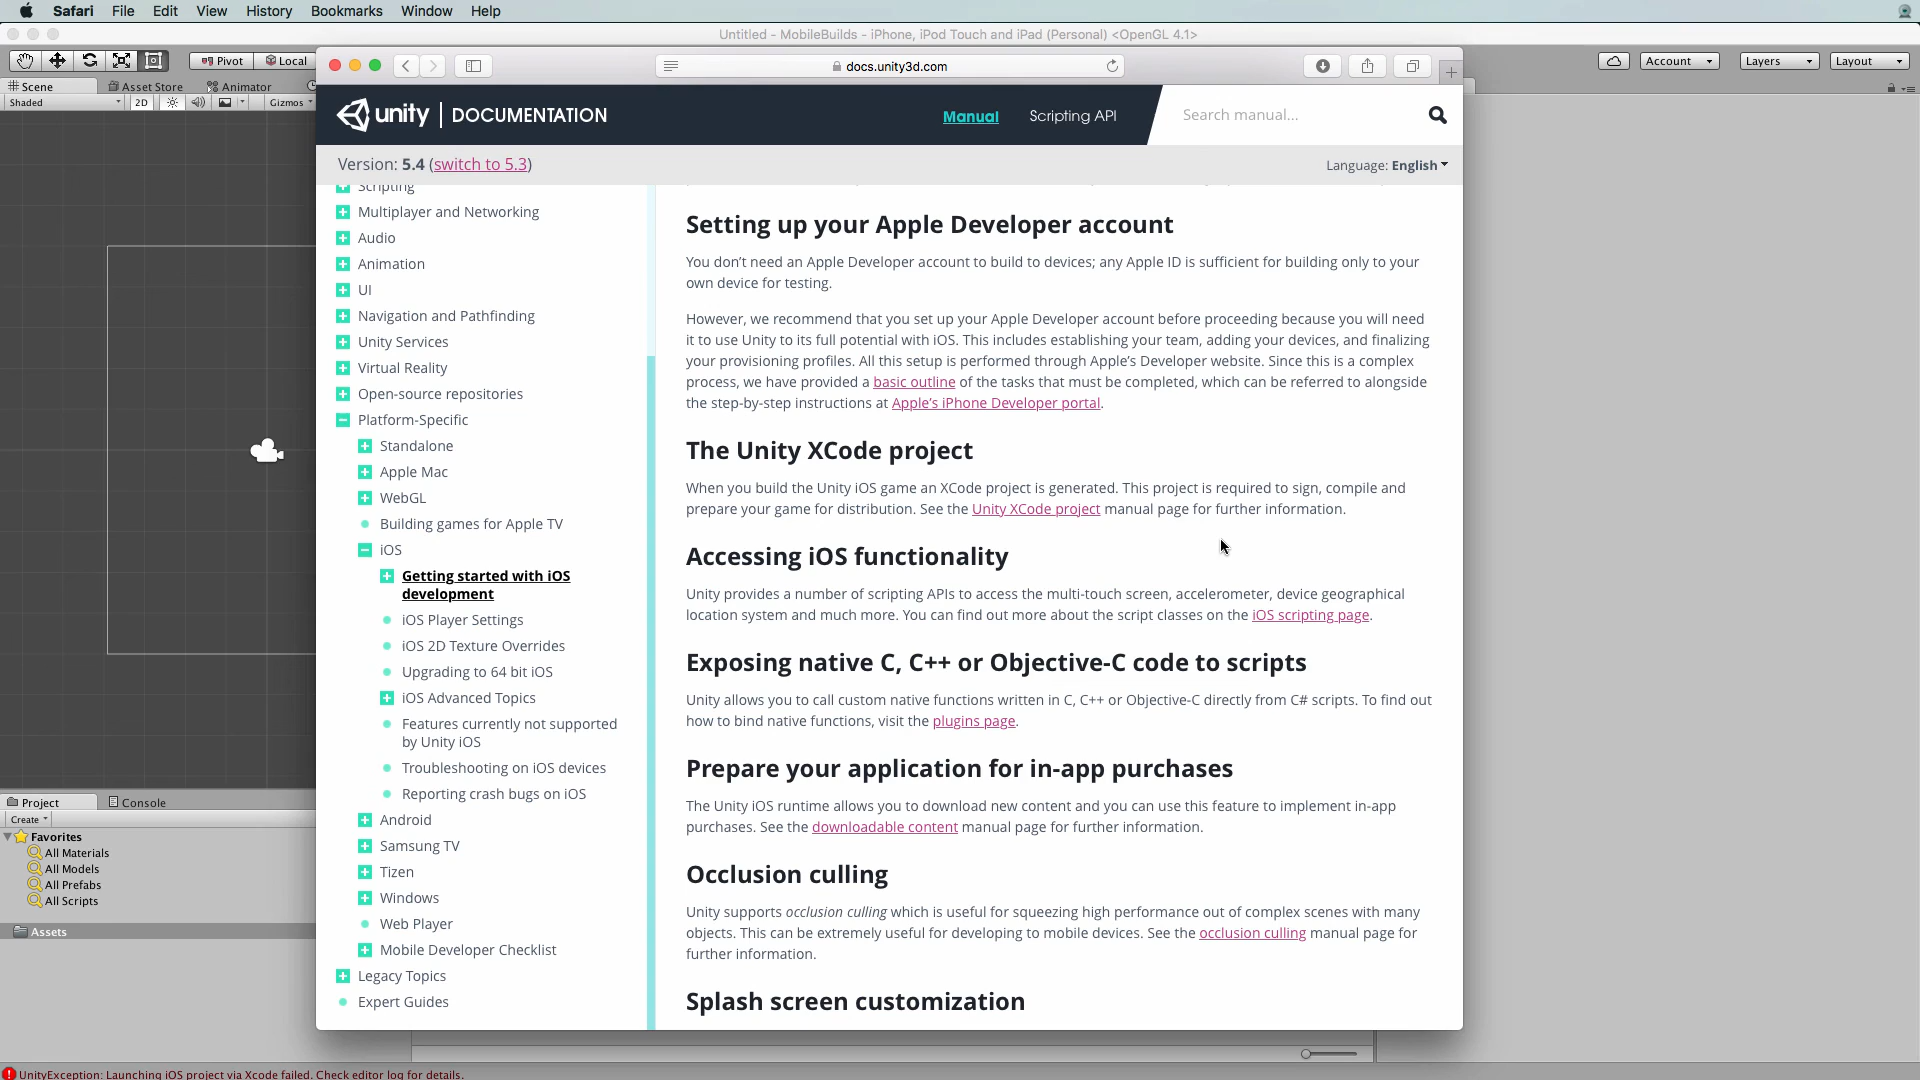 Safari File Edit View History Bookmarks Window Help
Untitled - MobileBuilds - iPhone, iPod Touch and iPad (Personal) <OpenGL 4.1>
Pivot Local Account Layers Layout
docs.unity3d.com
Scene Asset Store Animator
Shaded 2D Gizmos
unity | DOCUMENTATION Manual Scripting API Search manual...
Version: 5.4 (switch to 5.3) Language: English
Scripting
Multiplayer and Networking
Audio
Animation
UI
Navigation and Pathfinding
Unity Services
Virtual Reality
Open-source repositories
Platform-Specific
Standalone
Apple Mac
WebGL
Building games for Apple TV
iOS
Getting started with iOS
development
iOS Player Settings
iOS 2D Texture Overrides
Upgrading to 64 bit iOS
iOS Advanced Topics
Features currently not supported
by Unity iOS
Troubleshooting on iOS devices
Reporting crash bugs on iOS
Android
Samsung TV
Tizen
Windows
Web Player
Mobile Developer Checklist
Legacy Topics
Expert Guides
Setting up your Apple Developer account
You don’t need an Apple Developer account to build to devices; any Apple ID is sufficient for building only to your
own device for testing.
However, we recommend that you set up your Apple Developer account before proceeding because you will need
it to use Unity to its full potential with iOS. This includes establishing your team, adding your devices, and finalizing
your provisioning profiles. All this setup is performed through Apple’s Developer website. Since this is a complex
process, we have provided a basic outline of the tasks that must be completed, which can be referred to alongside
the step-by-step instructions at Apple’s iPhone Developer portal.
The Unity XCode project
When you build the Unity iOS game an XCode project is generated. This project is required to sign, compile and
prepare your game for distribution. See the Unity XCode project manual page for further information.
Accessing iOS functionality
Unity provides a number of scripting APIs to access the multi-touch screen, accelerometer, device geographical
location system and much more. You can find out more about the script classes on the iOS scripting page.
Exposing native C, C++ or Objective-C code to scripts
Unity allows you to call custom native functions written in C, C++ or Objective-C directly from C# scripts. To find out
how to bind native functions, visit the plugins page.
Prepare your application for in-app purchases
The Unity iOS runtime allows you to download new content and you can use this feature to implement in-app
purchases. See the downloadable content manual page for further information.
Occlusion culling
Unity supports occlusion culling which is useful for squeezing high performance out of complex scenes with many
objects. This can be extremely useful for developing to mobile devices. See the occlusion culling manual page for
further information.
Splash screen customization
Project Console
Create
Favorites
All Materials
All Models
All Prefabs
All Scripts
Assets
UnityException: Launching iOS project via Xcode failed. Check editor log for details.